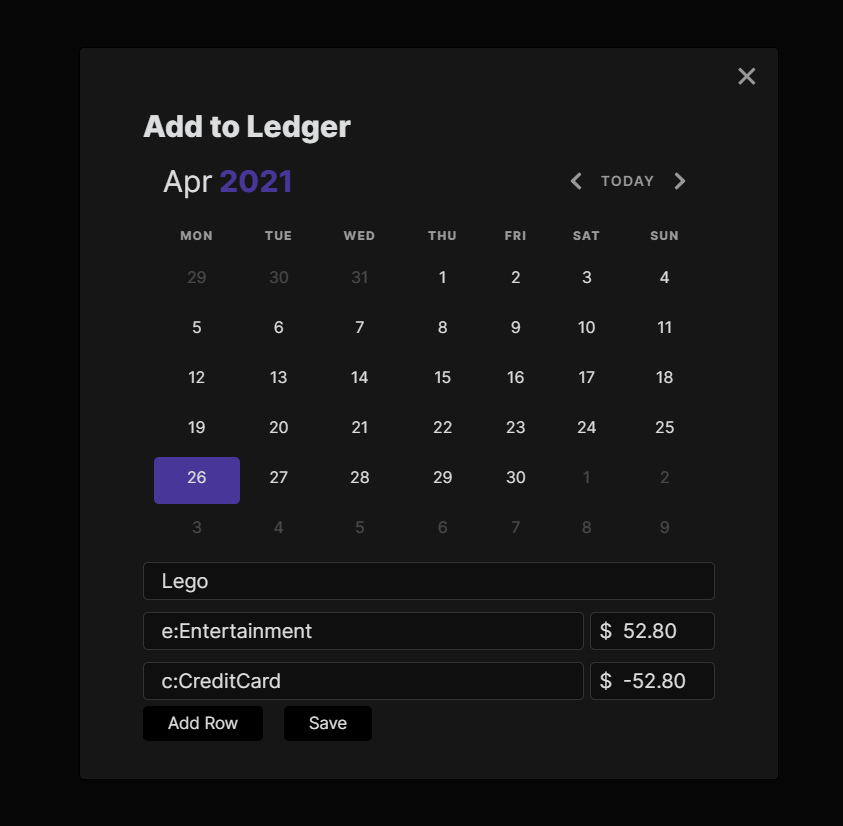 Add to Ledger
Apr 2021
TODAY
MON TUE WED THU FRI SAT SUN
29 30 31 1 2 3 4
5 6 7 8 9 10 11
12 13 14 15 16 17 18
19 20 21 22 23 24 25
26 27 28 29 30 1 2
3 4 5 6 7 8 9
Lego
e:Entertainment $ 52.80
c:CreditCard $ -52.80
Add Row Save